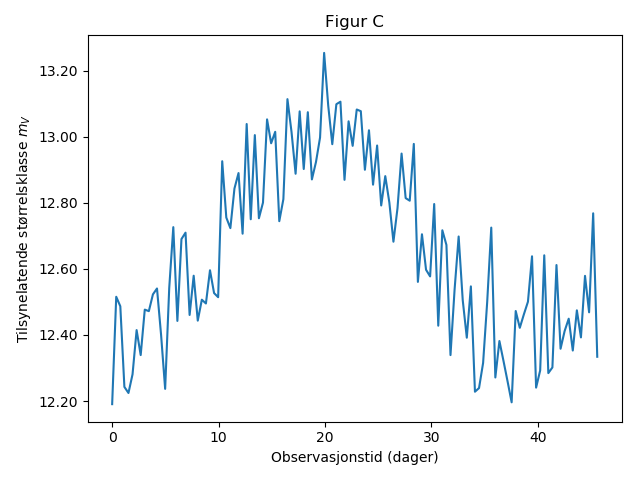 Figur C
Tilsynelatende størrelsklasse $m_V$
13.20
13.00
12.80
12.60
12.40
12.20
0 10 20 30 40
Observasjonstid (dager)